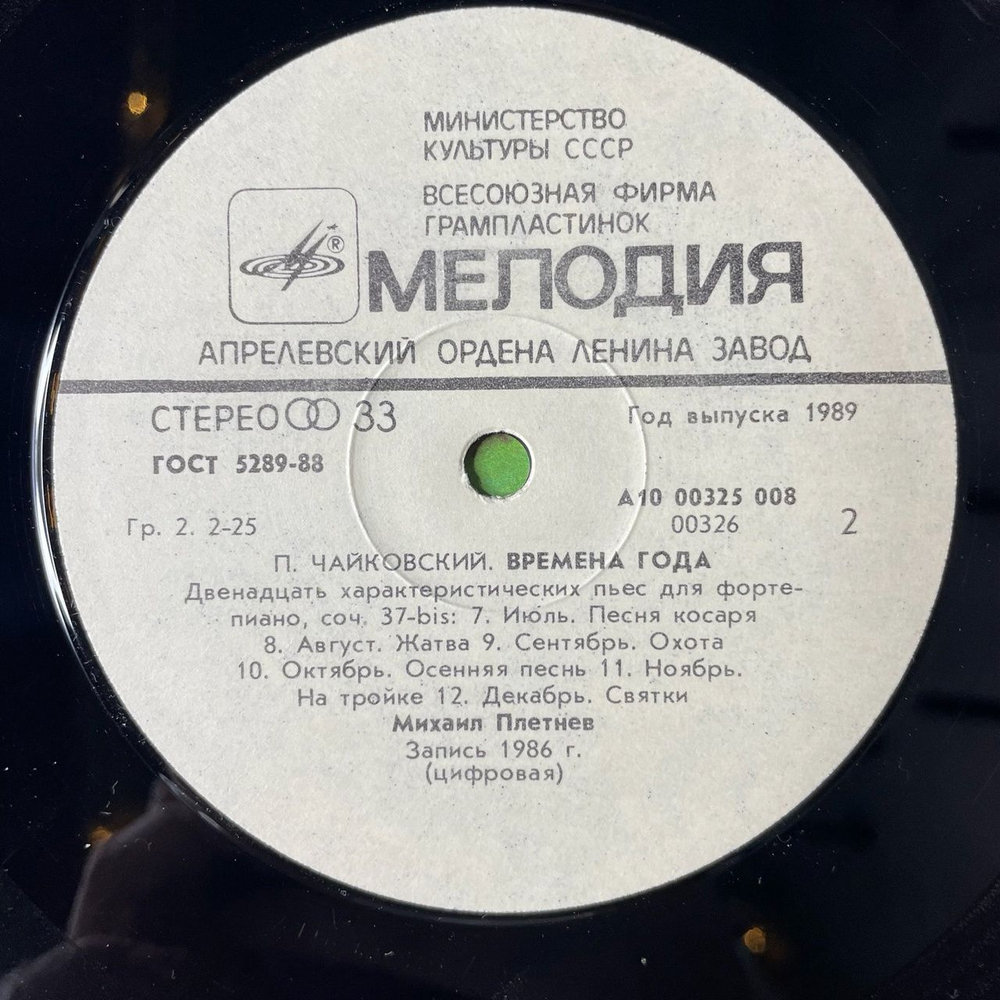 МИНИСТЕРСТВО
КУЛЬТУРЫ СССР
ВСЕСОЮЗНАЯ ФИРМА
ГРАМПЛАСТИНОК
®
МЕЛОДИЯ
АПРЕЛЕВСКИЙ ОРДЕНА ЛЕНИНА ЗАВОД
СТЕРЕО 33
Год выпуска 1989
ГОСТ 5289-88
А10 00325 008
Гр. 2. 2-25
00326
2
П. ЧАЙКОВСКИЙ. ВРЕМЕНА ГОДА
Двенадцать характеристических пьес для форте-
пиано, соч. 37-bis: 7. Июль. Песня косаря
8. Август. Жатва 9. Сентябрь. Охота
10. Октябрь. Осенняя песнь 11. Ноябрь.
На тройке 12. Декабрь. Святки
Михаил Плетнев
Запись 1986 г.
(цифровая)